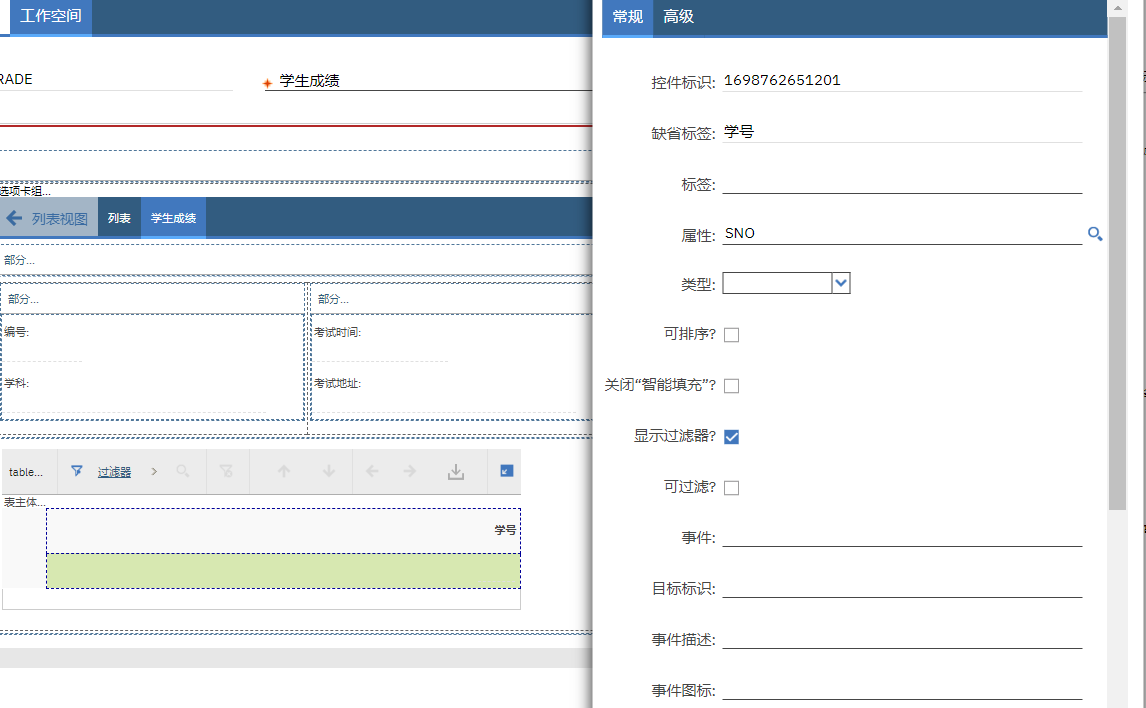 工作空间
RADE
学生成绩
选项卡组...
列表视图
列表
学生成绩
部分...
部分...
部分...
编号:
考试时间:
学科:
考试地址:
table...
过滤器
表主体...
学号
常规
高级
控件标识: 1698762651201
缺省标签: 学号
标签:
属性: SNO
类型:
可排序?
关闭“智能填充”?
显示过滤器?
可过滤?
事件:
目标标识:
事件描述:
事件图标: